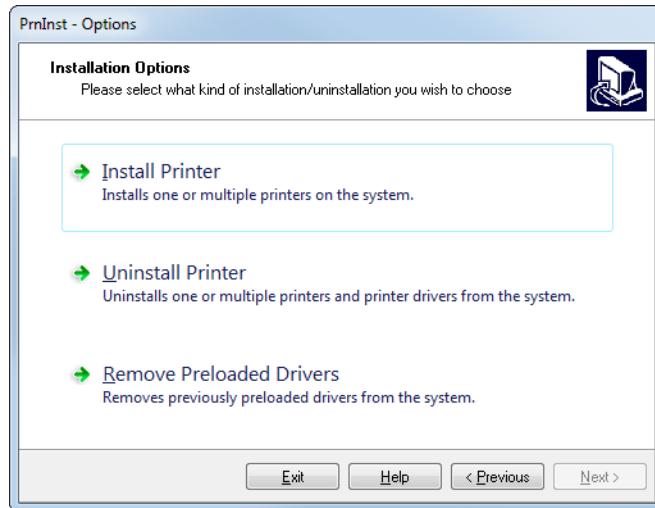 PrnInst - Options
Installation Options
Please select what kind of installation/uninstallation you wish to choose
Install Printer
Installs one or multiple printers on the system.
Uninstall Printer
Uninstalls one or multiple printers and printer drivers from the system.
Remove Preloaded Drivers
Removes previously preloaded drivers from the system.
Exit Help < Previous Next >